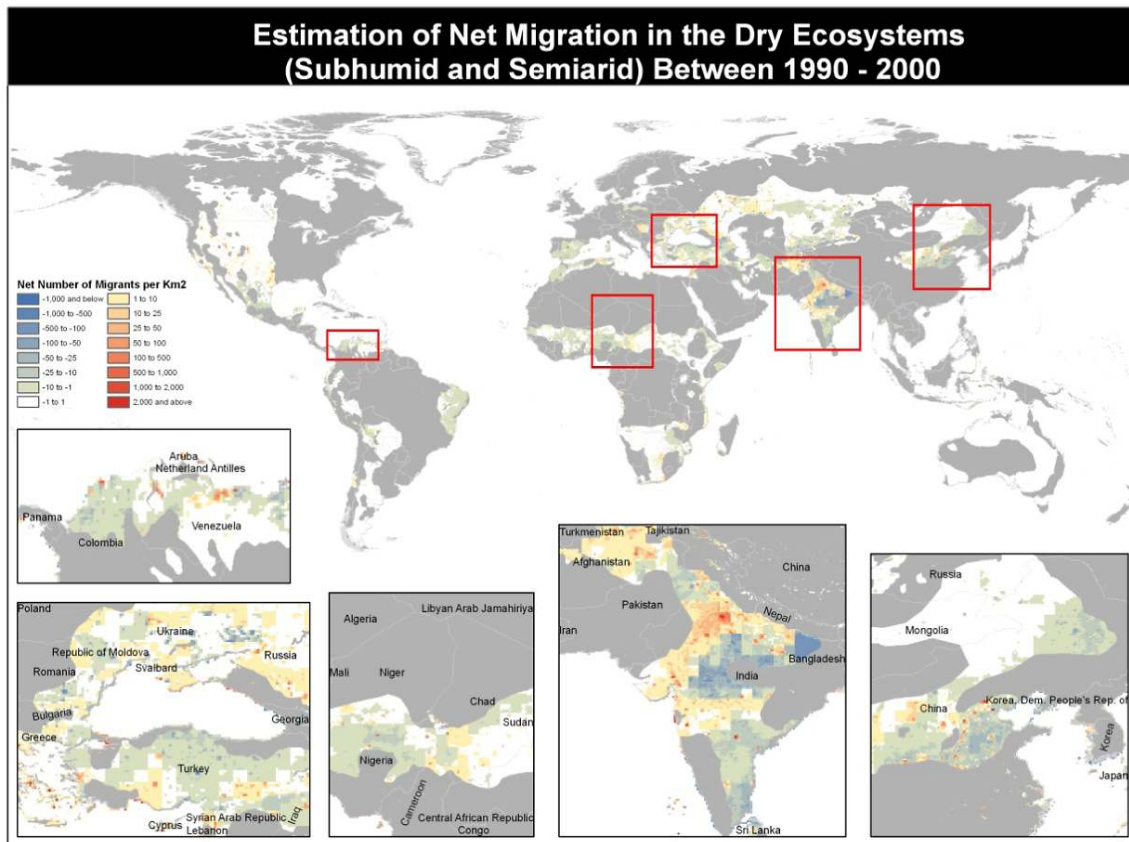 Estimation of Net Migration in the Dry Ecosystems
(Subhumid and Semiarid) Between 1990 - 2000
Net Number of Migrants per Km2
-1,000 and below
1 to 10
-1,000 to -500
10 to 25
-500 to -100
25 to 50
-100 to -50
50 to 100
-50 to -25
100 to 500
-25 to -10
500 to 1,000
-10 to -1
1,000 to 2,000
-1 to 1
2,000 and above
Aruba
Netherland Antilles
Panama
Venezuela
Colombia
Poland
Ukraine
Republic of Moldova
Russia
Svalbard
Romania
Bulgaria
Georgia
Greece
Turkey
Iraq
Cyprus
Syrian Arab Republic
Lebanon
Libyan Arab Jamahiriya
Algeria
Mali
Niger
Chad
Sudan
Nigeria
Cameroon
Central African Republic
Congo
Turkmenistan
Tajikistan
Afghanistan
China
Pakistan
Nepal
Iran
Bangladesh
India
Sri Lanka
Russia
Mongolia
China
Korea, Dem. People's Rep. of
Korea
Japan